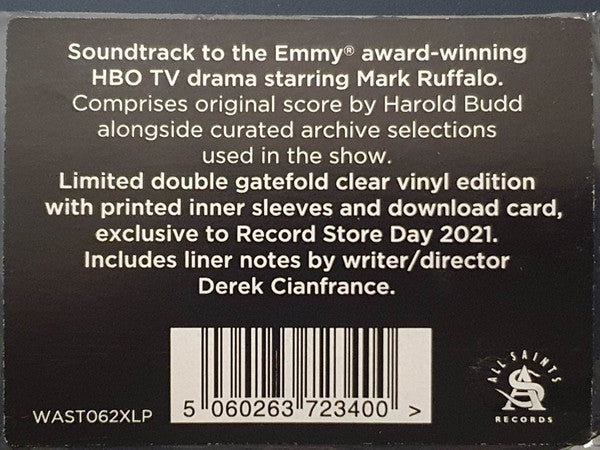 Soundtrack to the Emmy® award-winning
HBO TV drama starring Mark Ruffalo.
Comprises original score by Harold Budd
alongside curated archive selections
used in the show.
Limited double gatefold clear vinyl edition
with printed inner sleeves and download card,
exclusive to Record Store Day 2021.
Includes liner notes by writer/director
Derek Cianfrance.
WAST062XLP
5 060263 723400 >
ALL SAINTS
AS
RECORDS